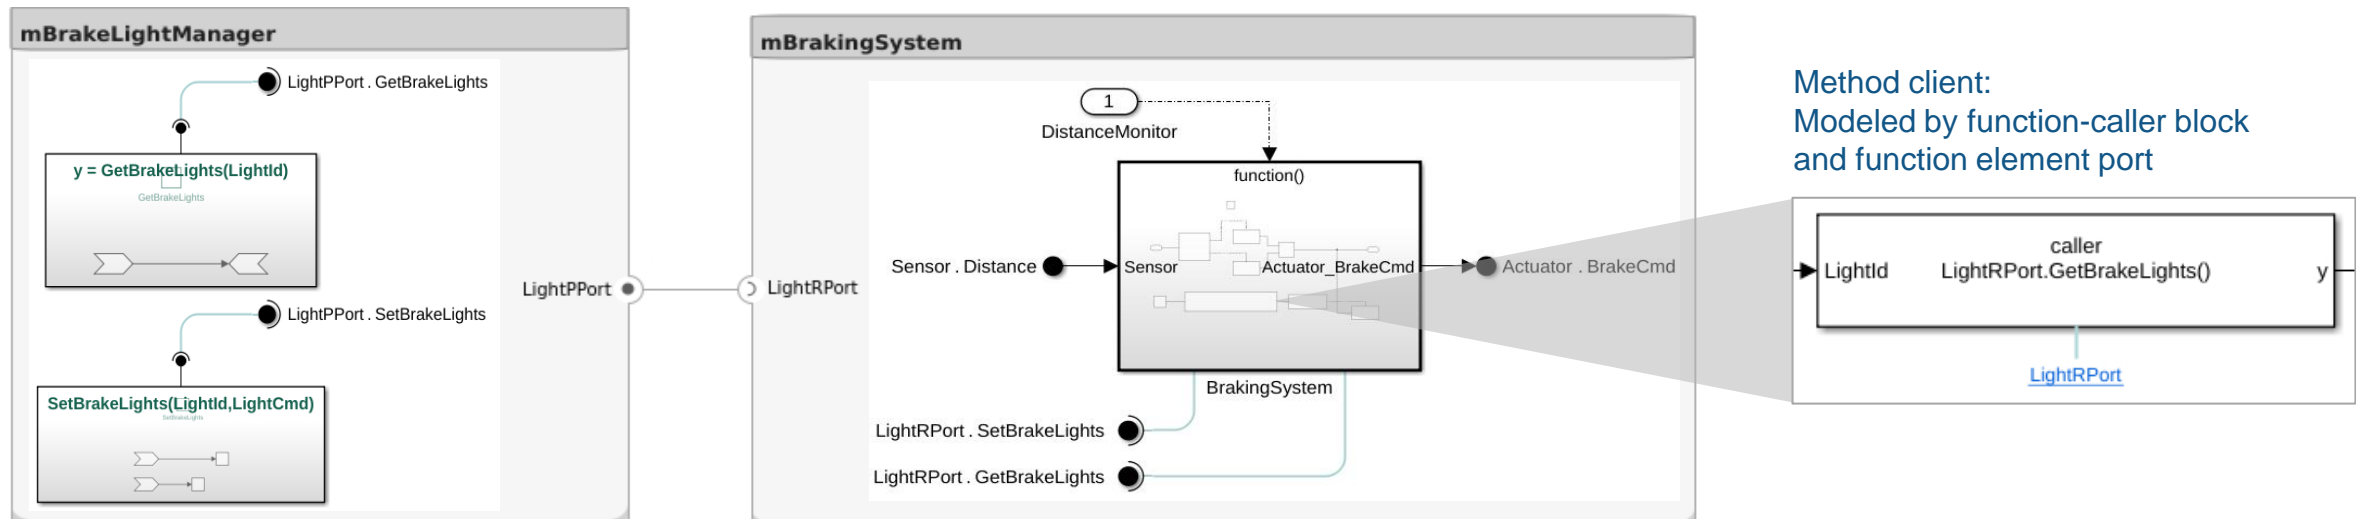 mBrakeLightManager
LightPPort . GetBrakeLights
y = GetBrakeLights(LightId)
GetBrakeLights
LightPPort . SetBrakeLights
SetBrakeLights(LightId,LightCmd)
SetBrakeLights
LightPPort
mBrakingSystem
LightRPort
1
DistanceMonitor
function()
Sensor . Distance
Sensor
Actuator_BrakeCmd
Actuator . BrakeCmd
BrakingSystem
LightRPort . SetBrakeLights
LightRPort . GetBrakeLights
Method client:
Modeled by function-caller block
and function element port
caller
LightId
LightRPort.GetBrakeLights()
y
LightRPort